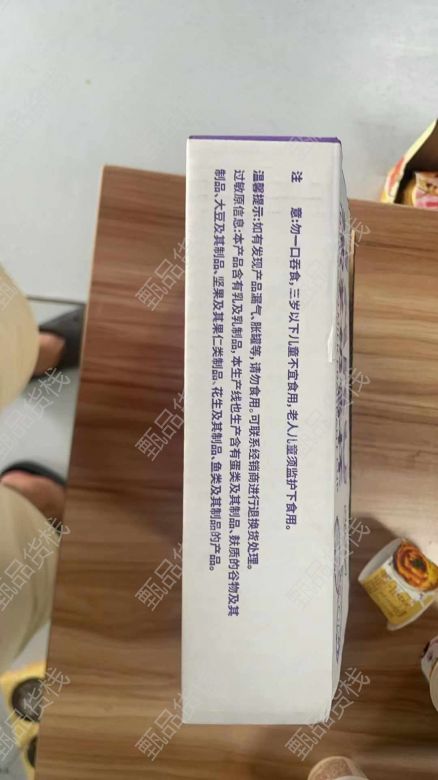 注　意:勿一口吞食,三岁以下儿童不宜食用,老人儿童须监护下食用。
温馨提示:如有发现产品漏气、胀罐等,请勿食用。可联系经销商进行退换货处理。
过敏原信息:本产品含有乳及乳制品,本生产线也生产含有蛋类及其制品、麸质的谷物及其
制品、大豆及其制品、坚果及其果仁类制品、花生及其制品、鱼类及其制品的产品。
甄品货栈